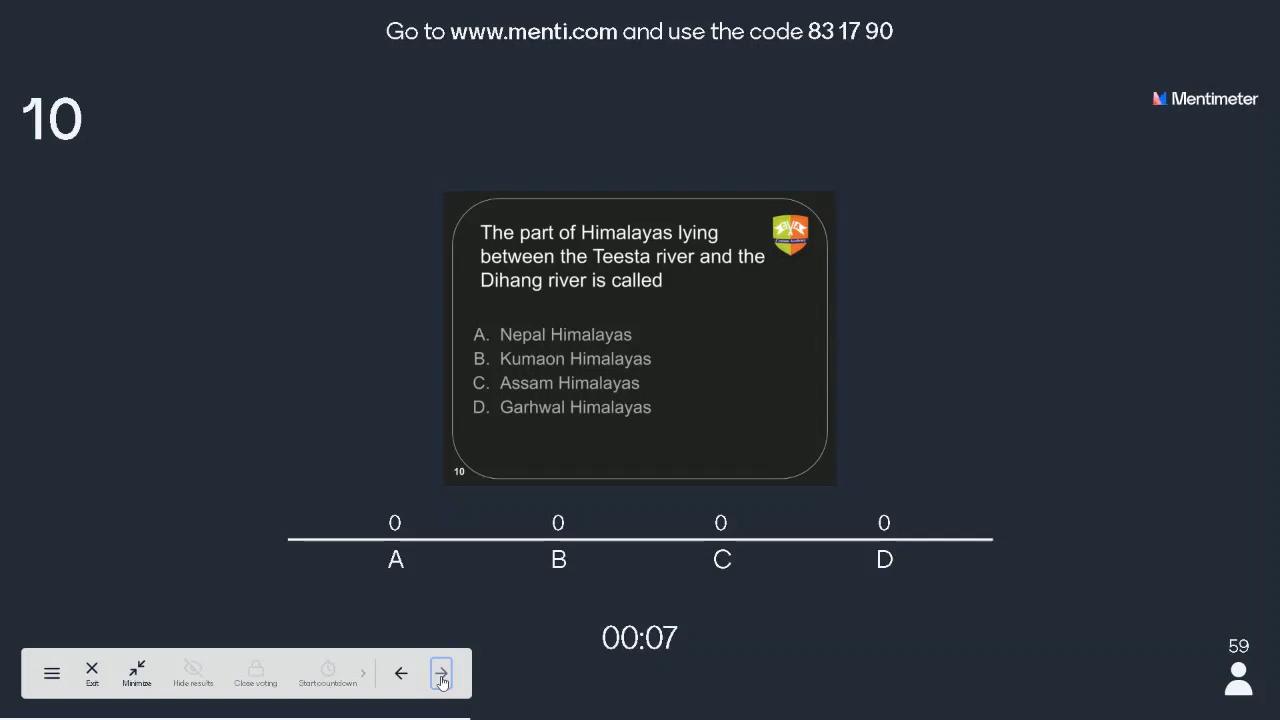 Go to www.menti.com and use the code 83 17 90
10
Mentimeter
The part of Himalayas lying
between the Teesta river and the
Dihang river is called
A. Nepal Himalayas
B. Kumaon Himalayas
C. Assam Himalayas
D. Garhwal Himalayas
10
0 0 0 0
A B C D
00:07
59
Exit Minimize Hide results Close voting Start countdown